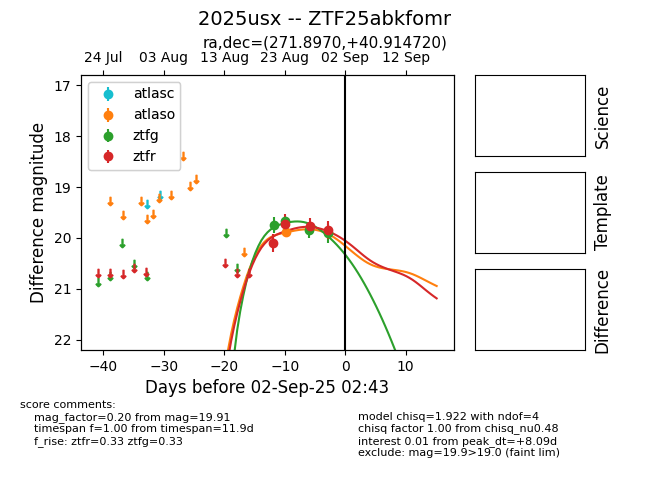 2025usx -- ZTF25abkfomr
ra,dec=(271.8970,+40.914720)
24 Jul 03 Aug 13 Aug 23 Aug 02 Sep 12 Sep
17
18
19
20
21
22
Difference magnitude
atlasc
atlaso
ztfg
ztfr
−40 −30 −20 −10 0 10
Days before 02-Sep-25 02:43
Science
Template
Difference
score comments:
mag_factor=0.20 from mag=19.91
timespan f=1.00 from timespan=11.9d
f_rise: ztfr=0.33 ztfg=0.33
model chisq=1.922 with ndof=4
chisq factor 1.00 from chisq_nu0.48
interest 0.01 from peak_dt=+8.09d
exclude: mag=19.9>19.0 (faint lim)